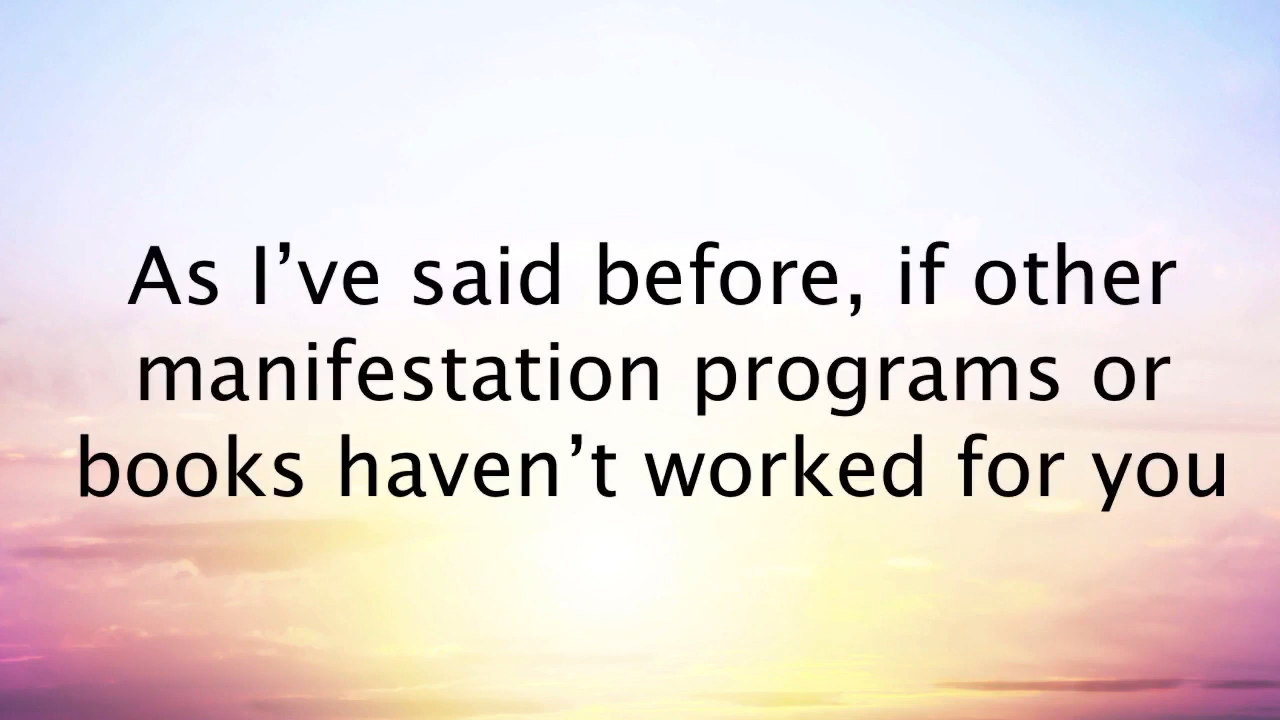 As I’ve said before, if other
manifestation programs or
books haven’t worked for you